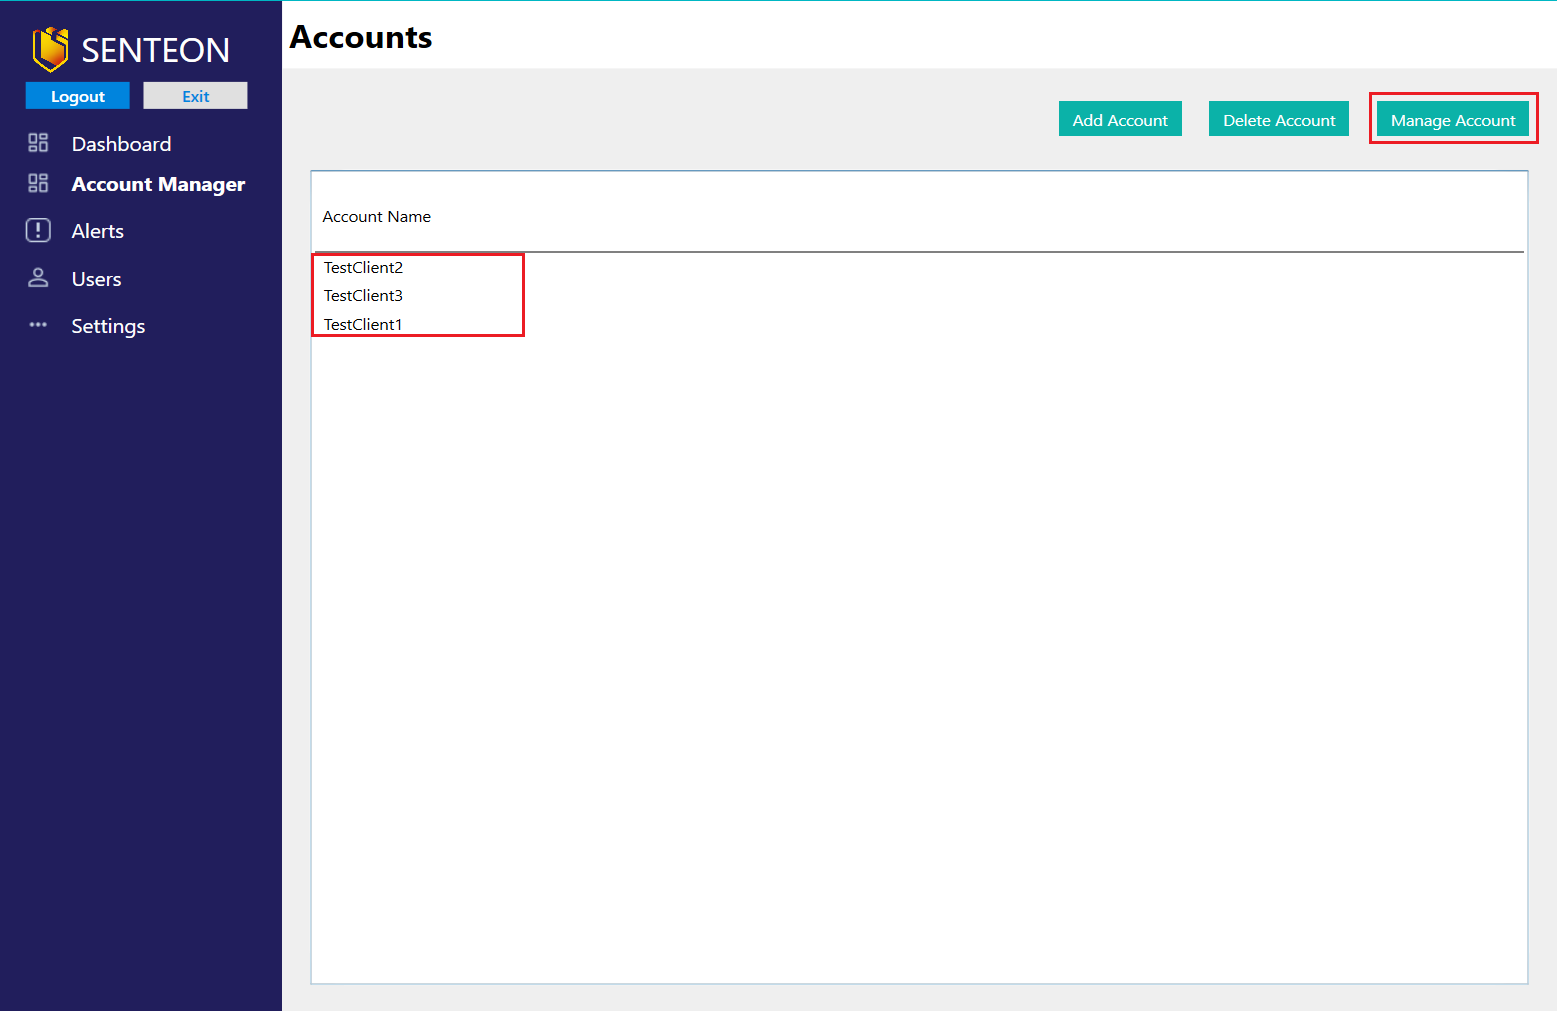 SENTEON
Logout
Exit
Dashboard
Account Manager
Alerts
Users
Settings
Accounts
Add Account
Delete Account
Manage Account
Account Name
TestClient2
TestClient3
TestClient1